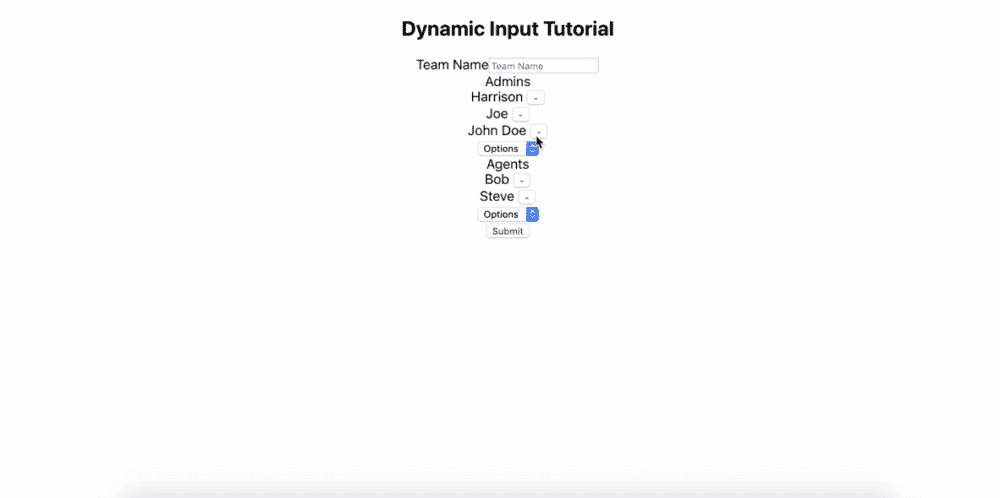 Dynamic Input Tutorial
Team Name Team Name
Admins
Harrison -
Joe -
John Doe -
Options
Agents
Bob -
Steve -
Options
Submit